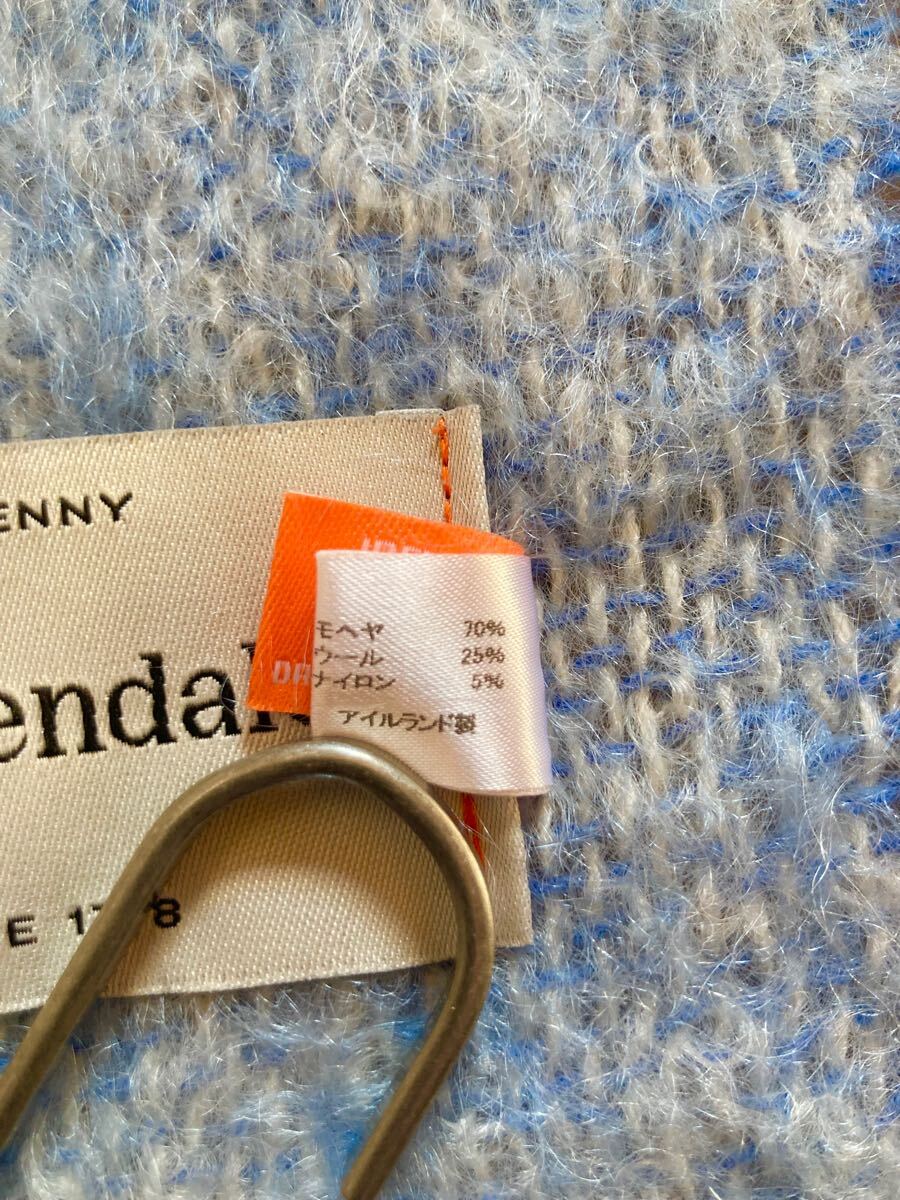 ENNY
モヘヤ 70%
ウール 25%
ナイロン 5%
アイルランド製
endal
E 17 8